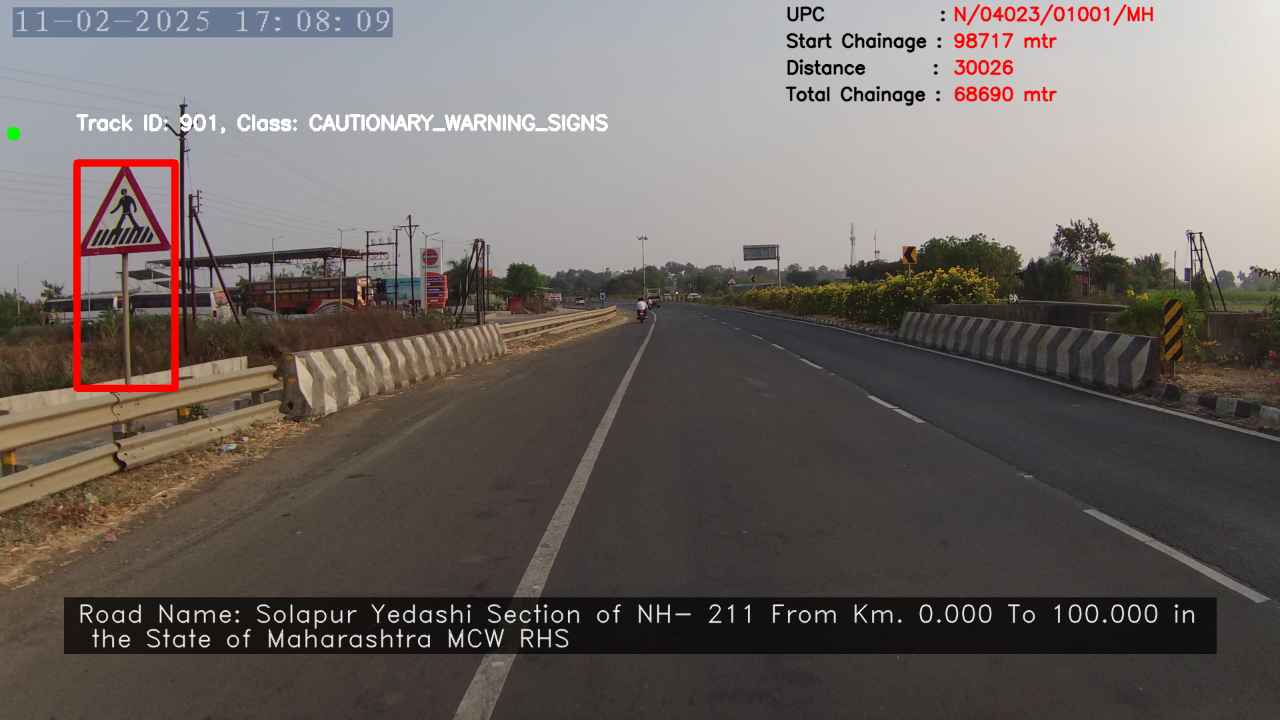 11-02-2025 17:08:09
UPC : N/04023/01001/MH
Start Chainage : 98717 mtr
Distance : 30026
Total Chainage : 68690 mtr
Track ID: 901, Class: CAUTIONARY_WARNING_SIGNS
Road Name: Solapur Yedashi Section of NH- 211 From Km. 0.000 To 100.000 in
the State of Maharashtra MCW RHS